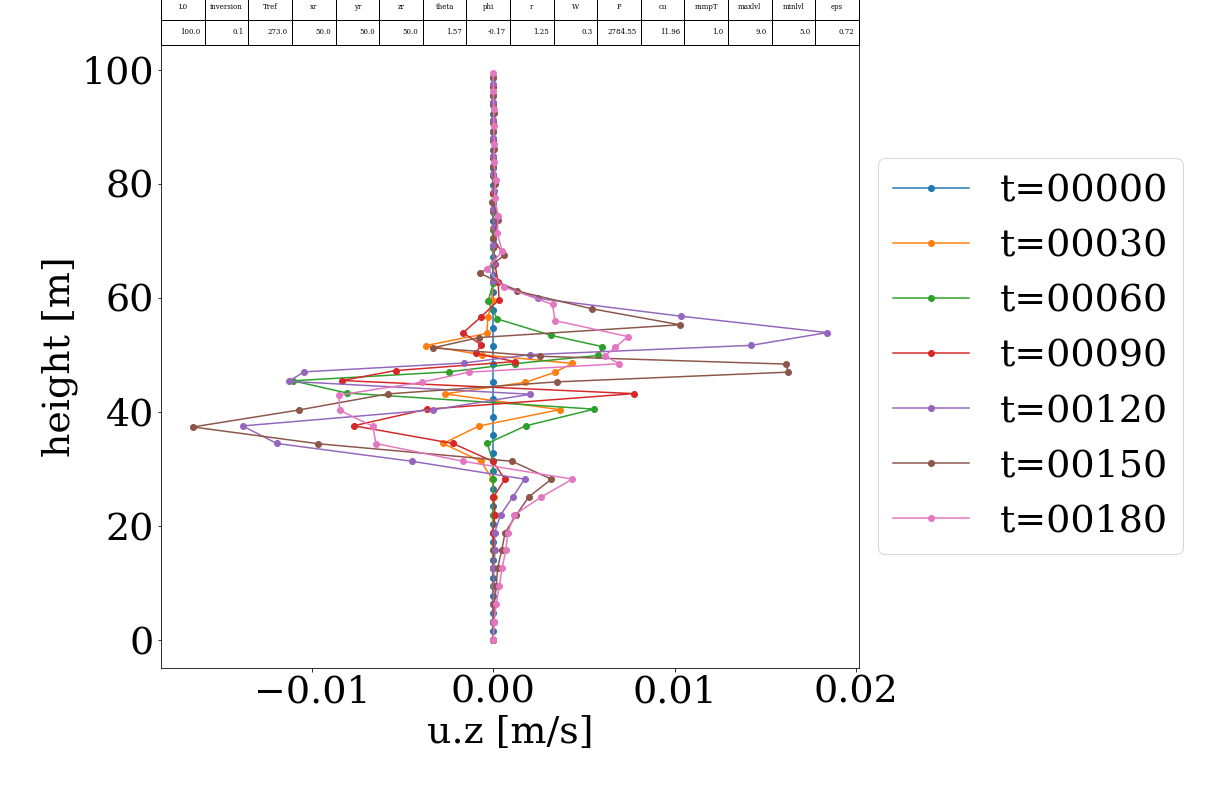 L0 inversion Tref xr yr zr theta phi r W P cu rampT maxlvl minlvl eps
100.0 0.1 273.0 50.0 50.0 50.0 1.57 -0.17 1.25 0.3 2784.55 11.96 1.0 9.0 5.0 0.72
100
80
60
40
20
0
height [m]
−0.01 0.00 0.01 0.02
u.z [m/s]
t=00000
t=00030
t=00060
t=00090
t=00120
t=00150
t=00180